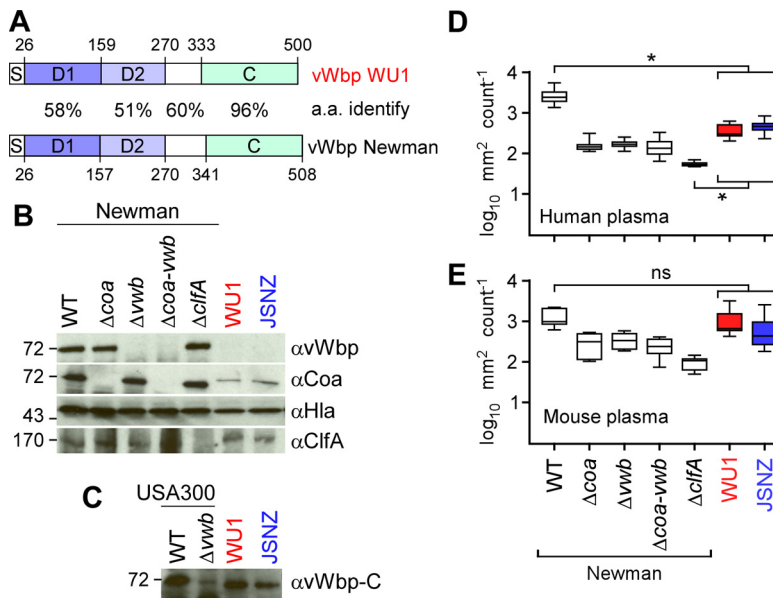 A
26 159 270 333 500
S D1 D2 C vWbp WU1
58% 51% 60% 96% a.a. identify
S D1 D2 C vWbp Newman
26 157 270 341 508
B
Newman
WT Δcoa Δvwb Δcoa-vwb ΔclfA WU1 JSNZ
72 αvWbp
72 αCoa
43 αHla
170 αClfA
C
USA300
WT Δvwb WU1 JSNZ
72 αvWbp-C
D
log10 mm2 count-1
4
3
2
1
*
*
Human plasma
E
log10 mm2 count-1
4
3
2
1
ns
Mouse plasma
WT Δcoa Δvwb Δcoa-vwb ΔclfA WU1 JSNZ
Newman